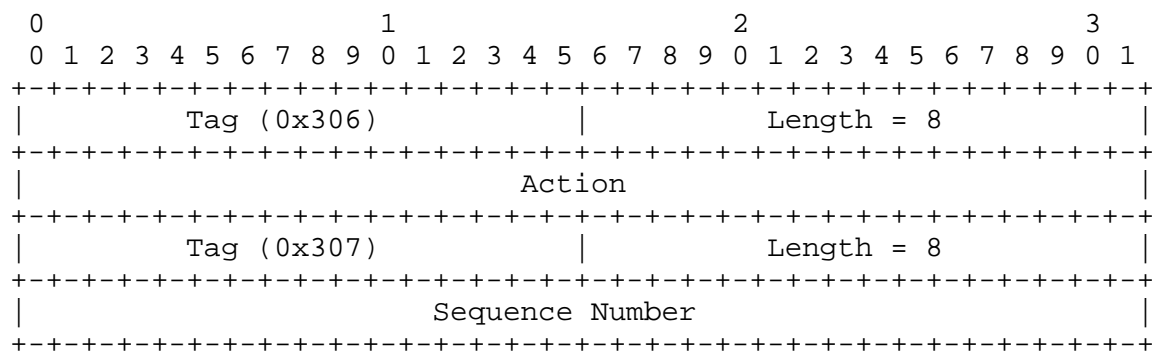 0                   1                   2                   3
 0 1 2 3 4 5 6 7 8 9 0 1 2 3 4 5 6 7 8 9 0 1 2 3 4 5 6 7 8 9 0 1
+-+-+-+-+-+-+-+-+-+-+-+-+-+-+-+-+-+-+-+-+-+-+-+-+-+-+-+-+-+-+-+-+
|         Tag (0x306)           |          Length = 8           |
+-+-+-+-+-+-+-+-+-+-+-+-+-+-+-+-+-+-+-+-+-+-+-+-+-+-+-+-+-+-+-+-+
|                            Action                             |
+-+-+-+-+-+-+-+-+-+-+-+-+-+-+-+-+-+-+-+-+-+-+-+-+-+-+-+-+-+-+-+-+
|         Tag (0x307)           |          Length = 8           |
+-+-+-+-+-+-+-+-+-+-+-+-+-+-+-+-+-+-+-+-+-+-+-+-+-+-+-+-+-+-+-+-+
|                       Sequence Number                         |
+-+-+-+-+-+-+-+-+-+-+-+-+-+-+-+-+-+-+-+-+-+-+-+-+-+-+-+-+-+-+-+-+